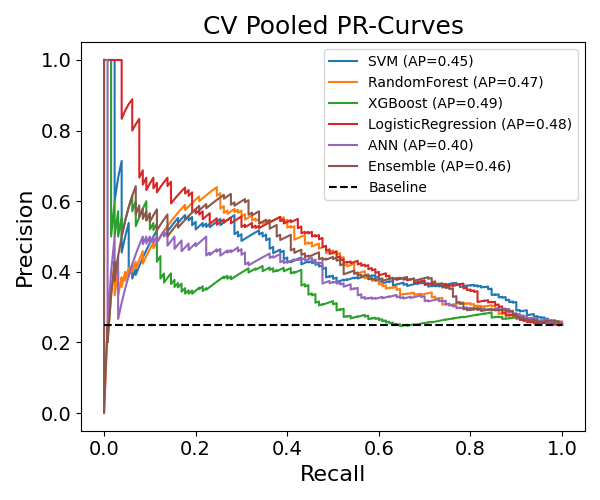 CV Pooled PR-Curves
SVM (AP=0.45)
RandomForest (AP=0.47)
XGBoost (AP=0.49)
LogisticRegression (AP=0.48)
ANN (AP=0.40)
Ensemble (AP=0.46)
Baseline
Precision
1.0
0.8
0.6
0.4
0.2
0.0
0.0 0.2 0.4 0.6 0.8 1.0
Recall